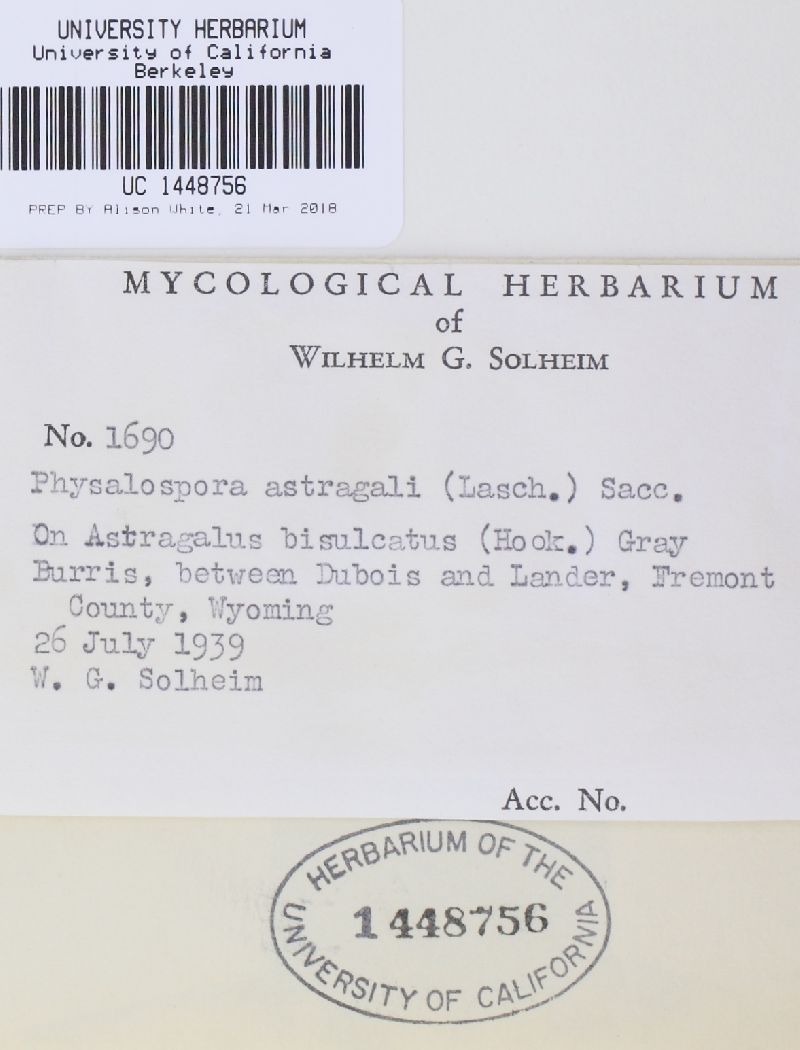 UNIVERSITY HERBARIUM
University of California
Berkeley
UC 1448756
PREP BY Alison White, 21 Mar 2018
MYCOLOGICAL HERBARIUM
of
WILHELM G. SOLHEIM
No. 1690
Physalospora astragali (Lasch.) Sacc.
On Astragalus bisulcatus (Hook.) Gray
Burris, between Dubois and Lander, Fremont
County, Wyoming
26 July 1939
W. G. Solheim
Acc. No.
HERBARIUM OF THE
1448756
UNIVERSITY OF CALIFORNIA